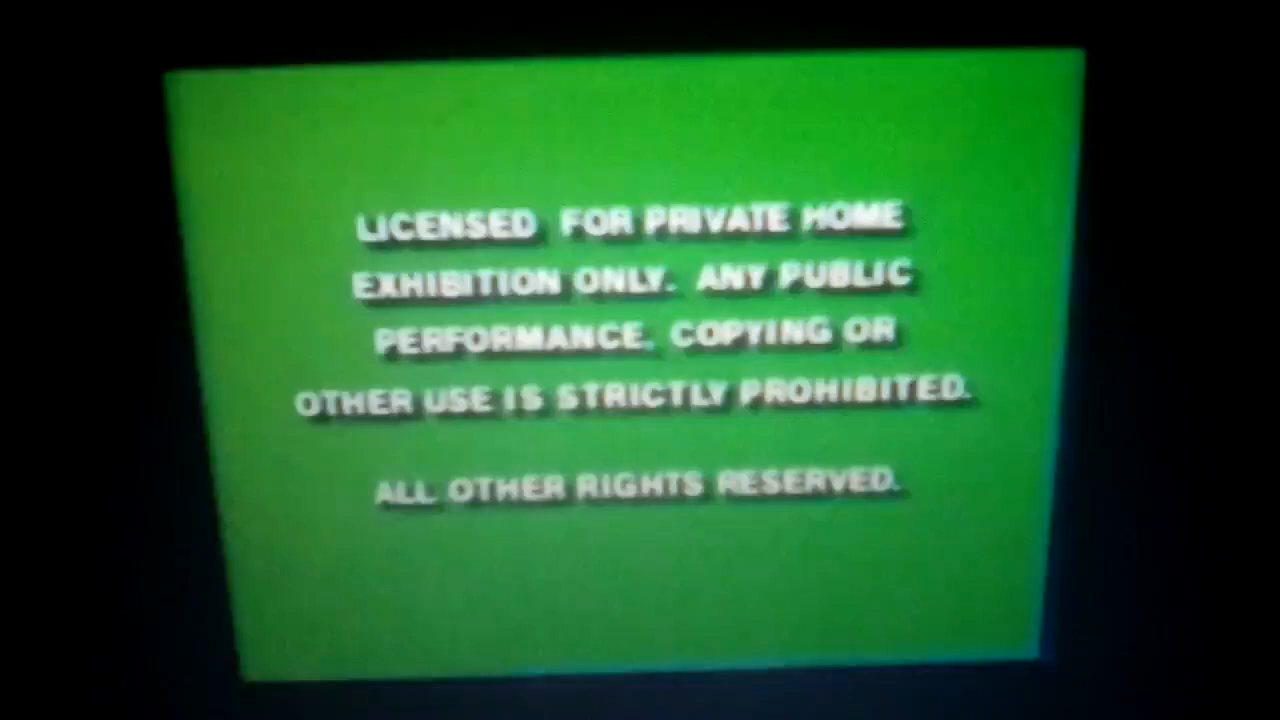 LICENSED FOR PRIVATE HOME
EXHIBITION ONLY. ANY PUBLIC
PERFORMANCE, COPYING OR
OTHER USE IS STRICTLY PROHIBITED.
ALL OTHER RIGHTS RESERVED.